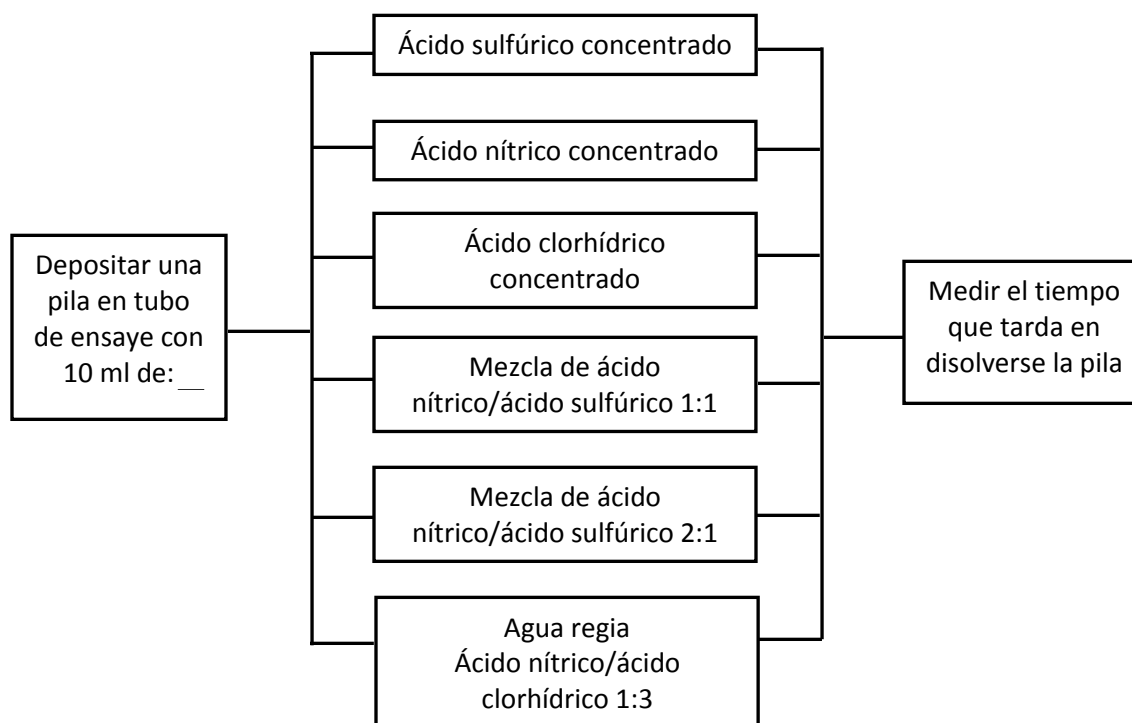 Depositar una
pila en tubo
de ensaye con
10 ml de: __
Ácido sulfúrico concentrado
Ácido nítrico concentrado
Ácido clorhídrico
concentrado
Mezcla de ácido
nítrico/ácido sulfúrico 1:1
Mezcla de ácido
nítrico/ácido sulfúrico 2:1
Agua regia
Ácido nítrico/ácido
clorhídrico 1:3
Medir el tiempo
que tarda en
disolverse la pila